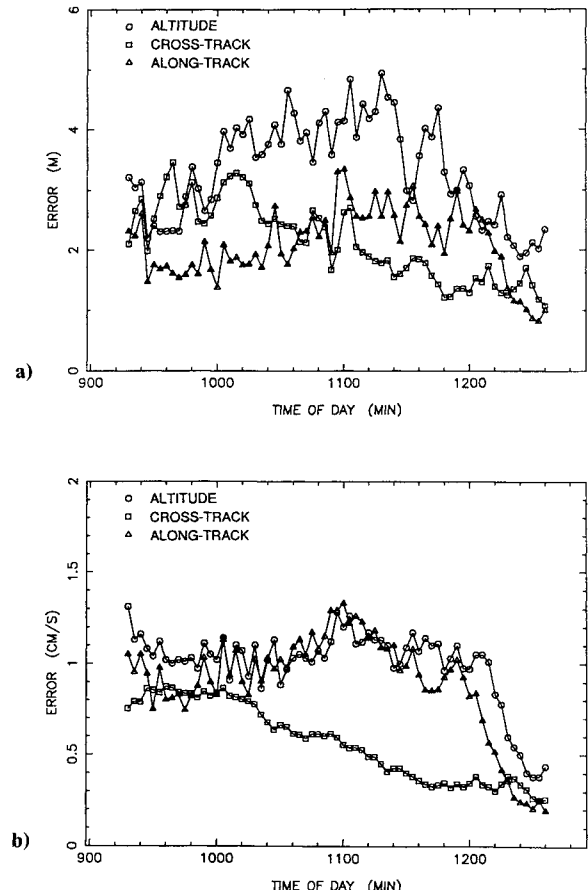 6
ALTITUDE
CROSS-TRACK
ALONG-TRACK
4
ERROR (M)
2
0
a)
900 1000 1100 1200
TIME OF DAY (MIN)
2
ALTITUDE
CROSS-TRACK
ALONG-TRACK
1.5
ERROR (CM/S)
1
0.5
0
b)
900 1000 1100 1200
TIME OF DAY (MIN)